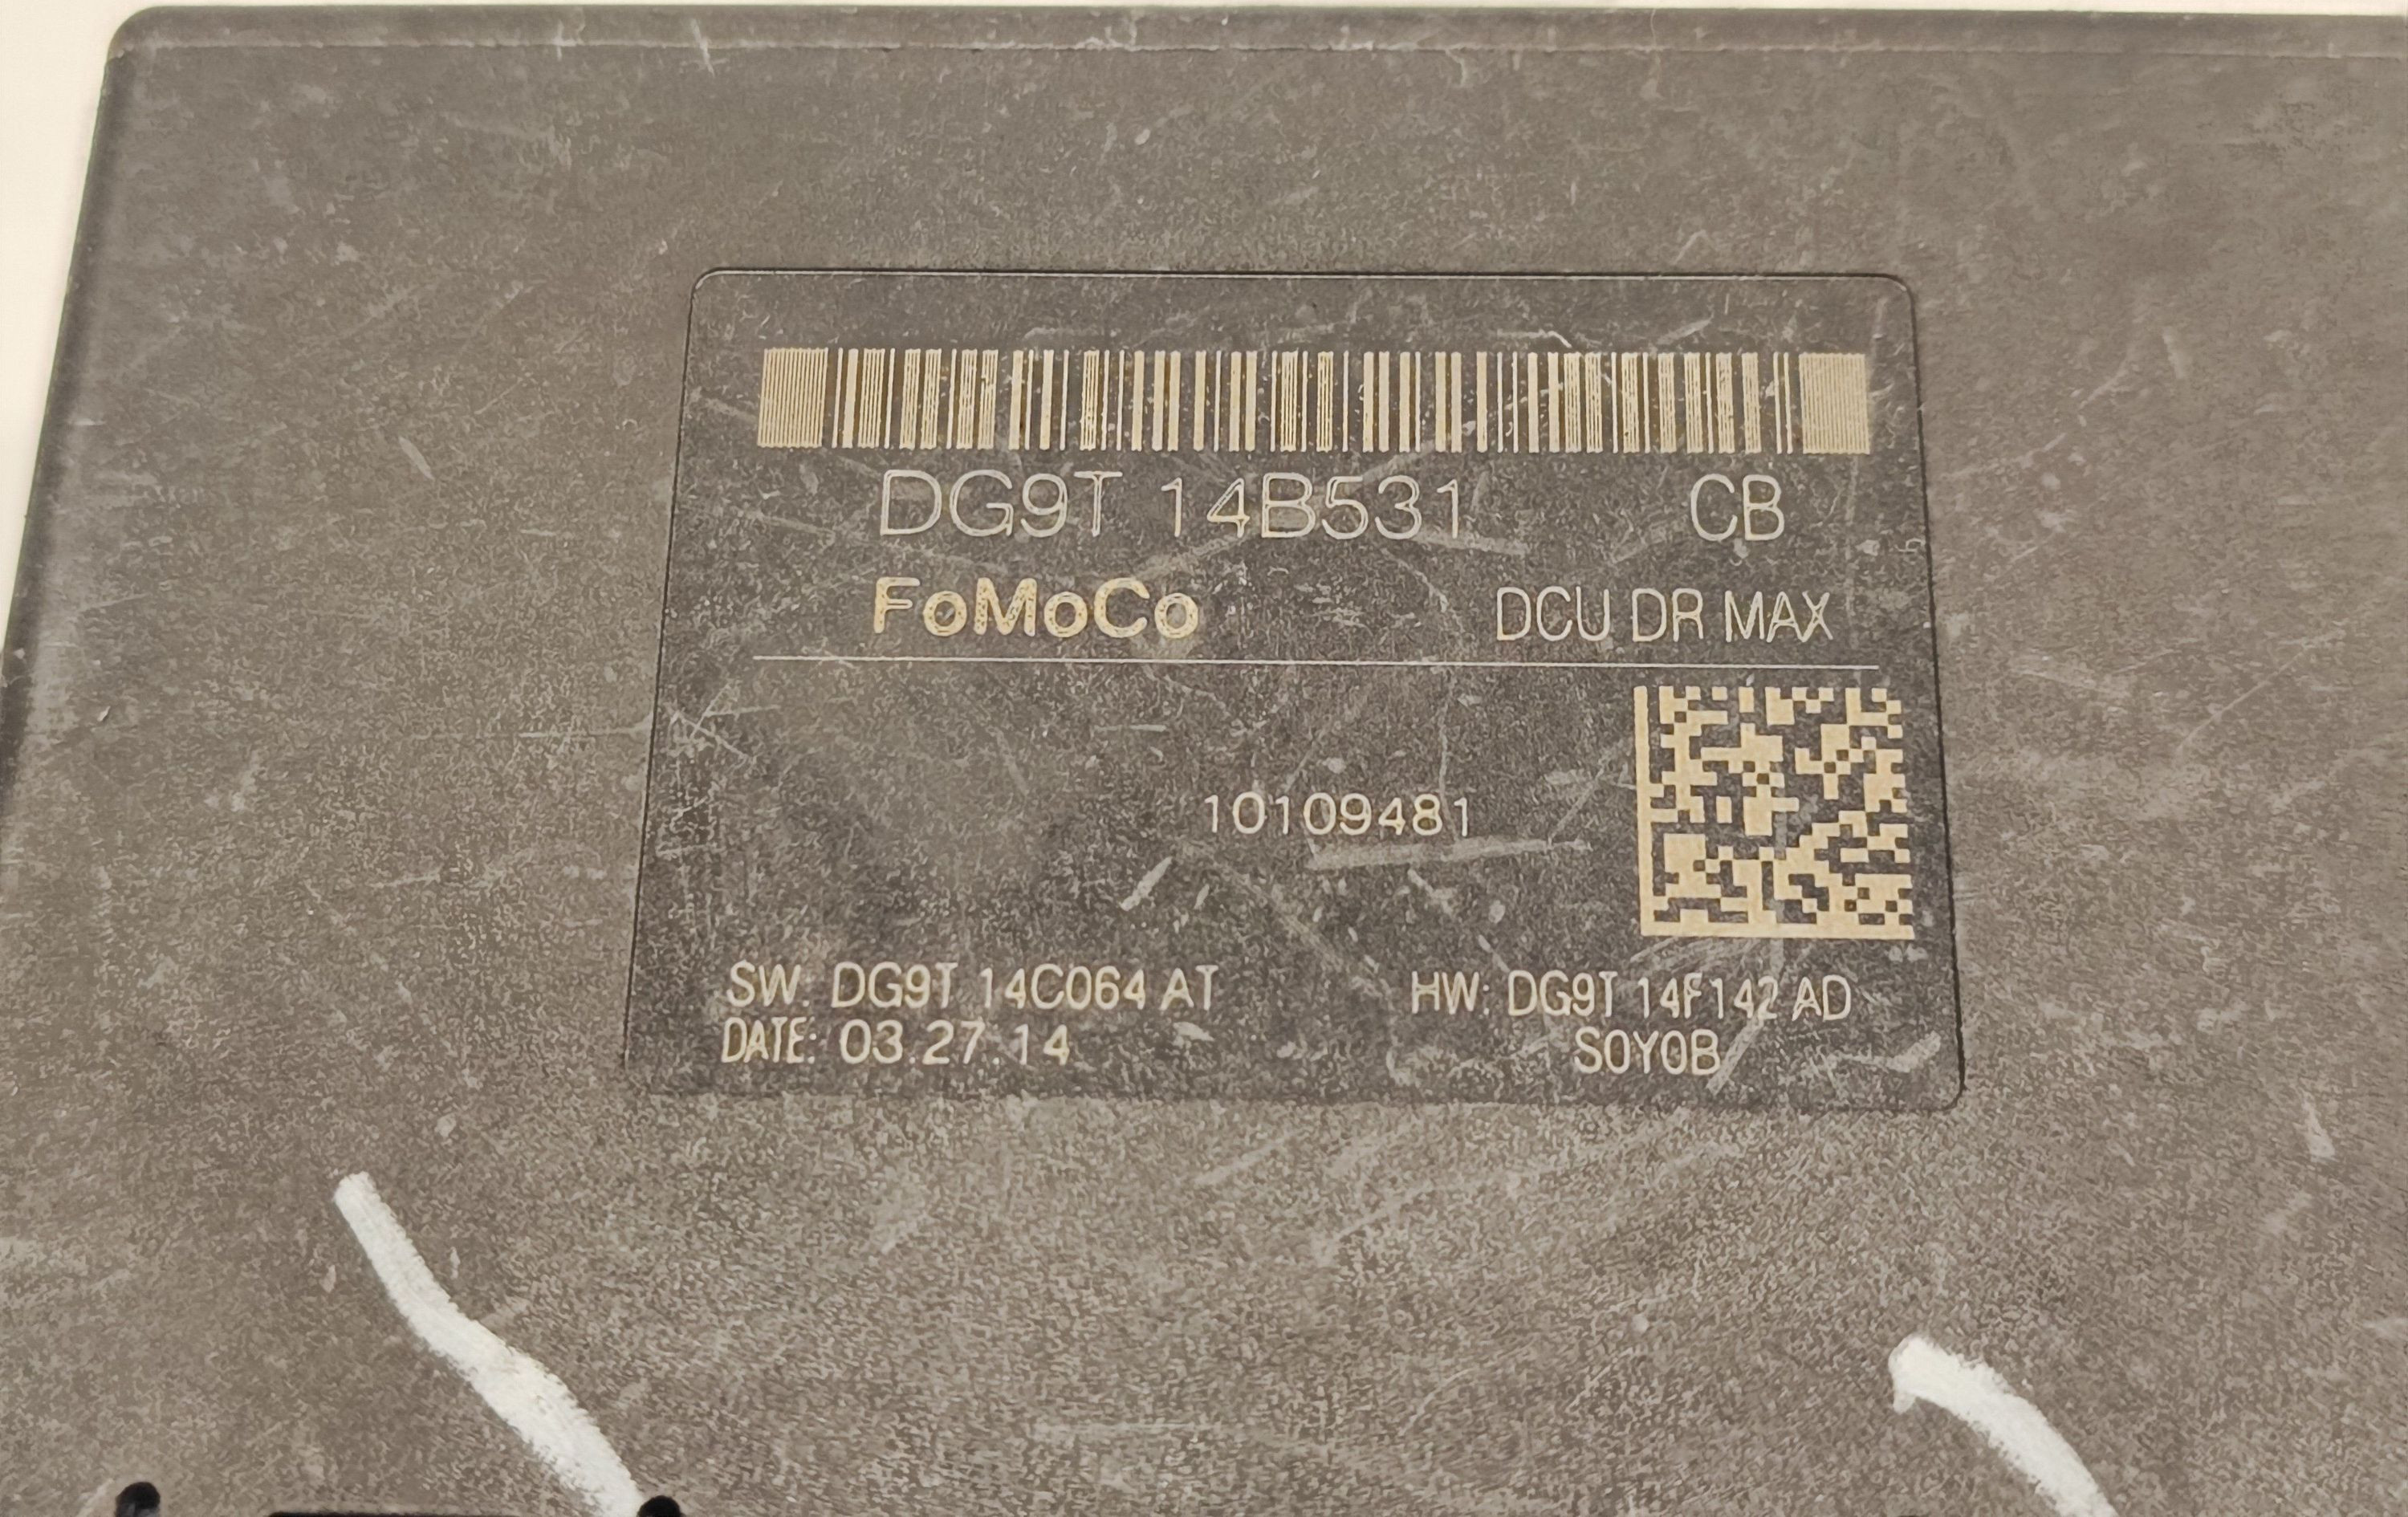 DG9T 14B531 CB
FoMoCo DCU DR MAX
10109481
SW: DG9T 14C064 AT HW: DG9T 14F142 AD
DATE: 03.27.14 S0Y0B